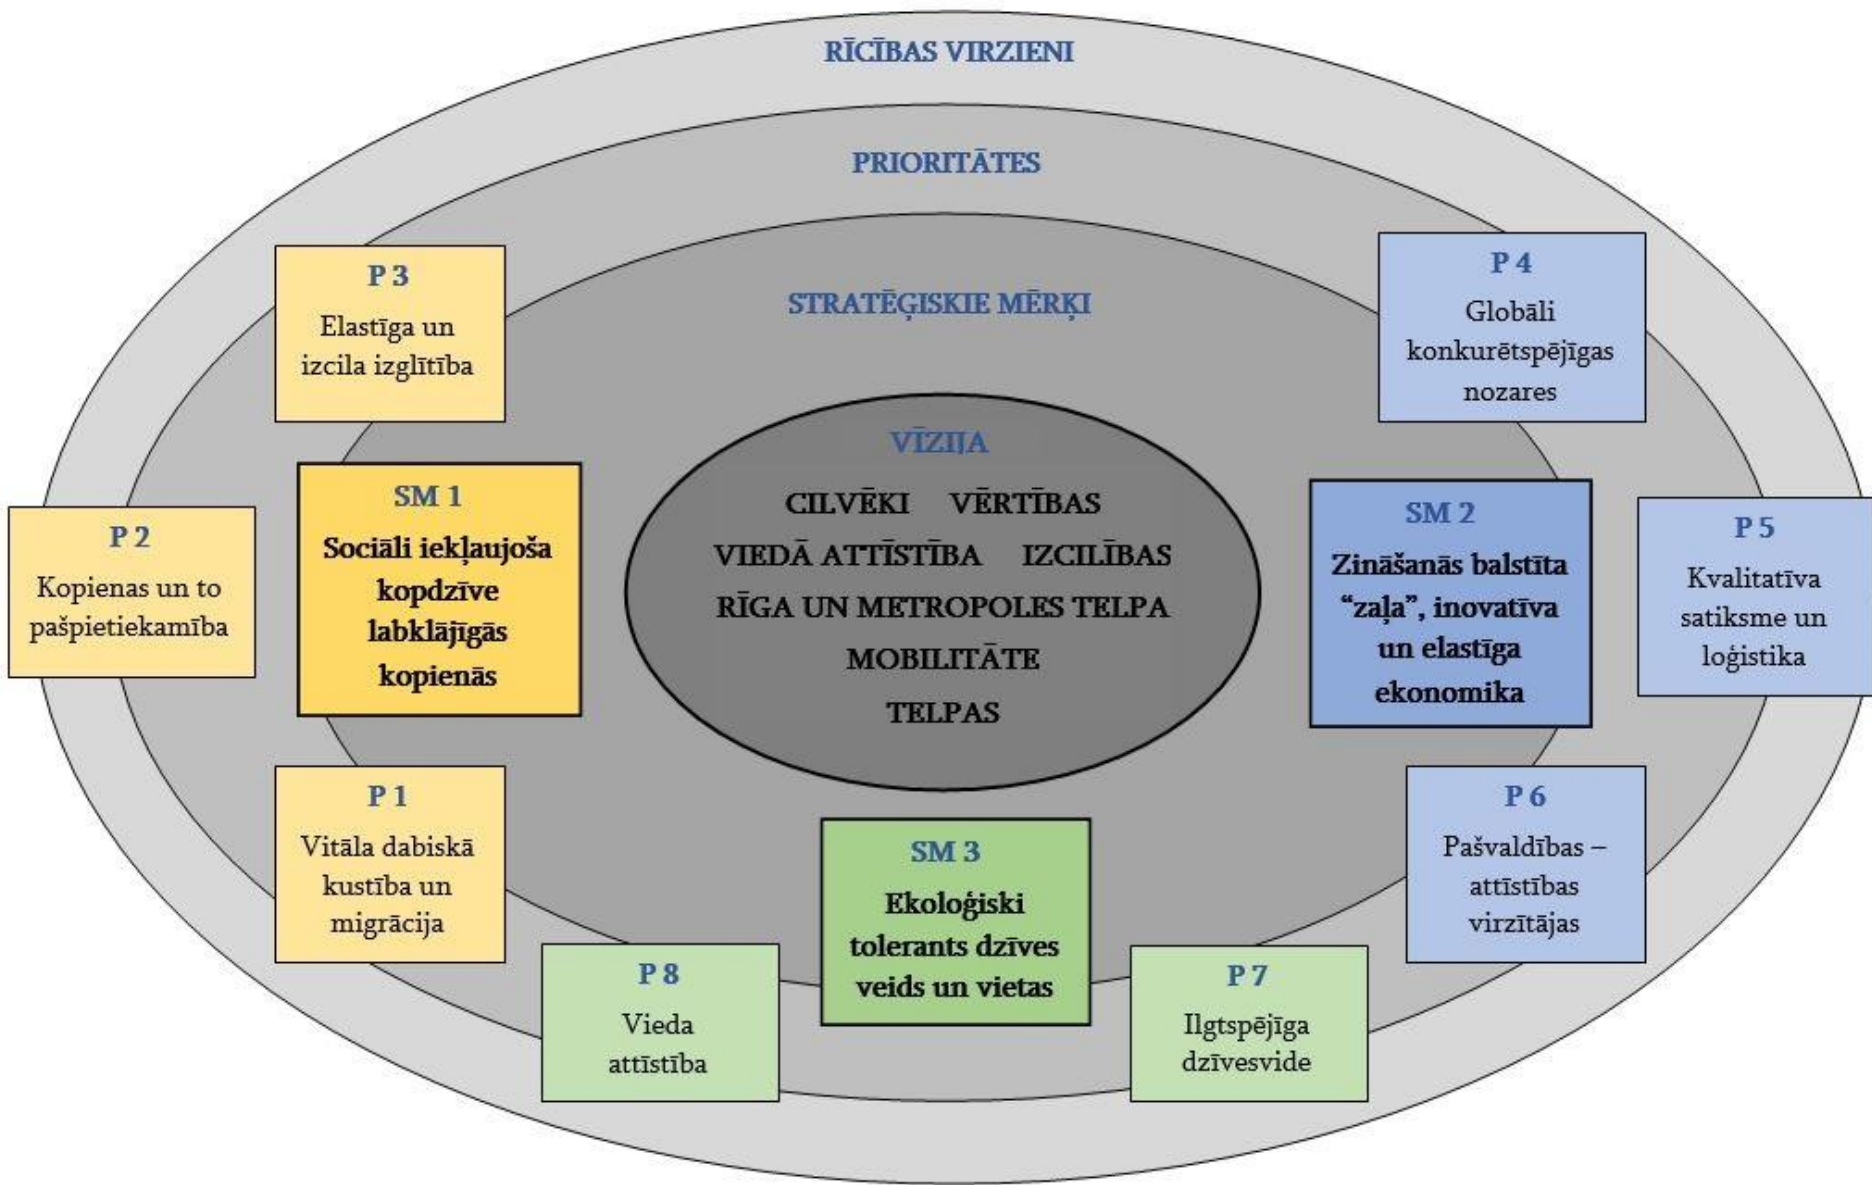 RĪCĪBAS VIRZIENI
PRIORITĀTES
STRATĒĢISKIE MĒRĶI
VĪZIJA
CILVĒKI VĒRTĪBAS
VIEDĀ ATTĪSTĪBA IZCILĪBAS
RĪGA UN METROPOLES TELPA
MOBILITĀTE
TELPAS
P 3
Elastīga un
izcila izglītība
P 4
Globāli
konkurētspējīgas
nozares
SM 1
Sociāli iekļaujoša
kopdzīve
labklājīgās
kopienās
SM 2
Zināšanās balstīta
“zaļa”, inovatīva
un elastīga
ekonomika
P 2
Kopienas un to
pašpietiekamība
P 5
Kvalitatīva
satiksme un
loģistika
P 1
Vitāla dabiskā
kustība un
migrācija
P 6
Pašvaldības –
attīstības
virzītājas
SM 3
Ekoloģiski
tolerants dzīves
veids un vietas
P 8
Vieda
attīstība
P 7
Ilgtspējīga
dzīvesvide